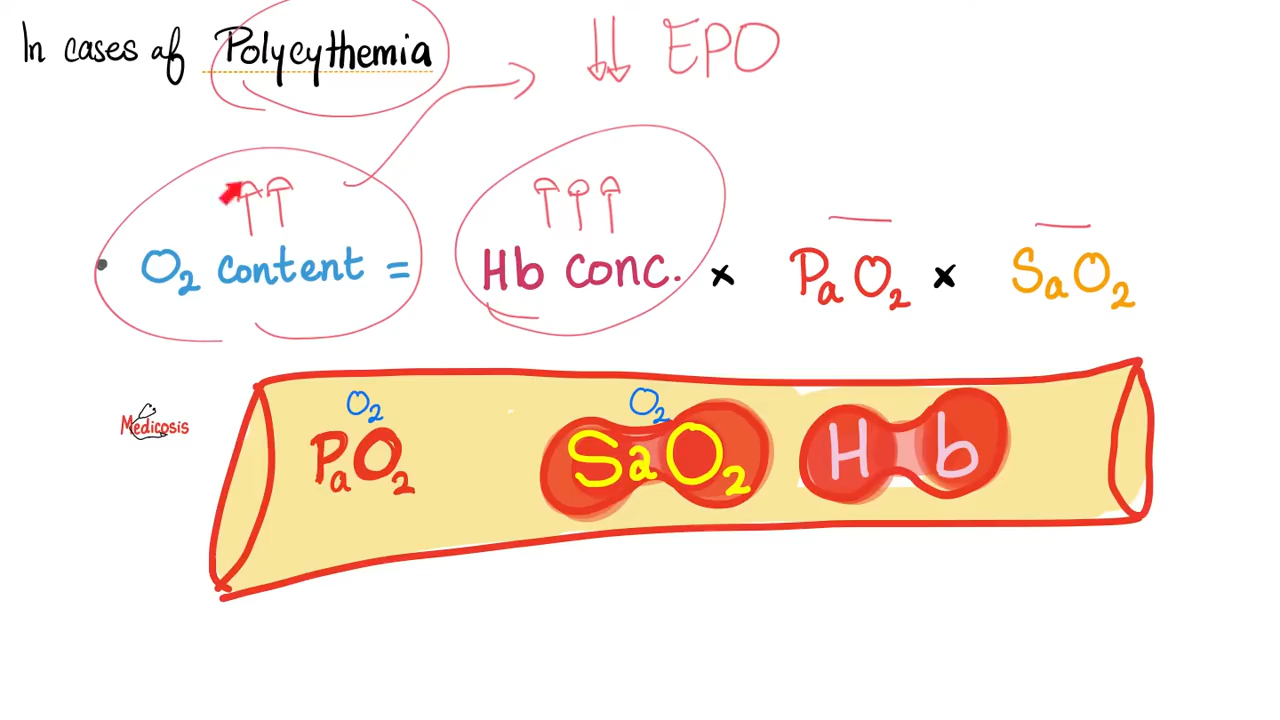 In cases of Polycythemia
↓↓ EPO
↑↑ ↑↑↑ — —
• O₂ content = Hb conc. × PaO₂ × SaO₂
Medicosis
O₂ O₂
PaO₂ SaO₂ Hb